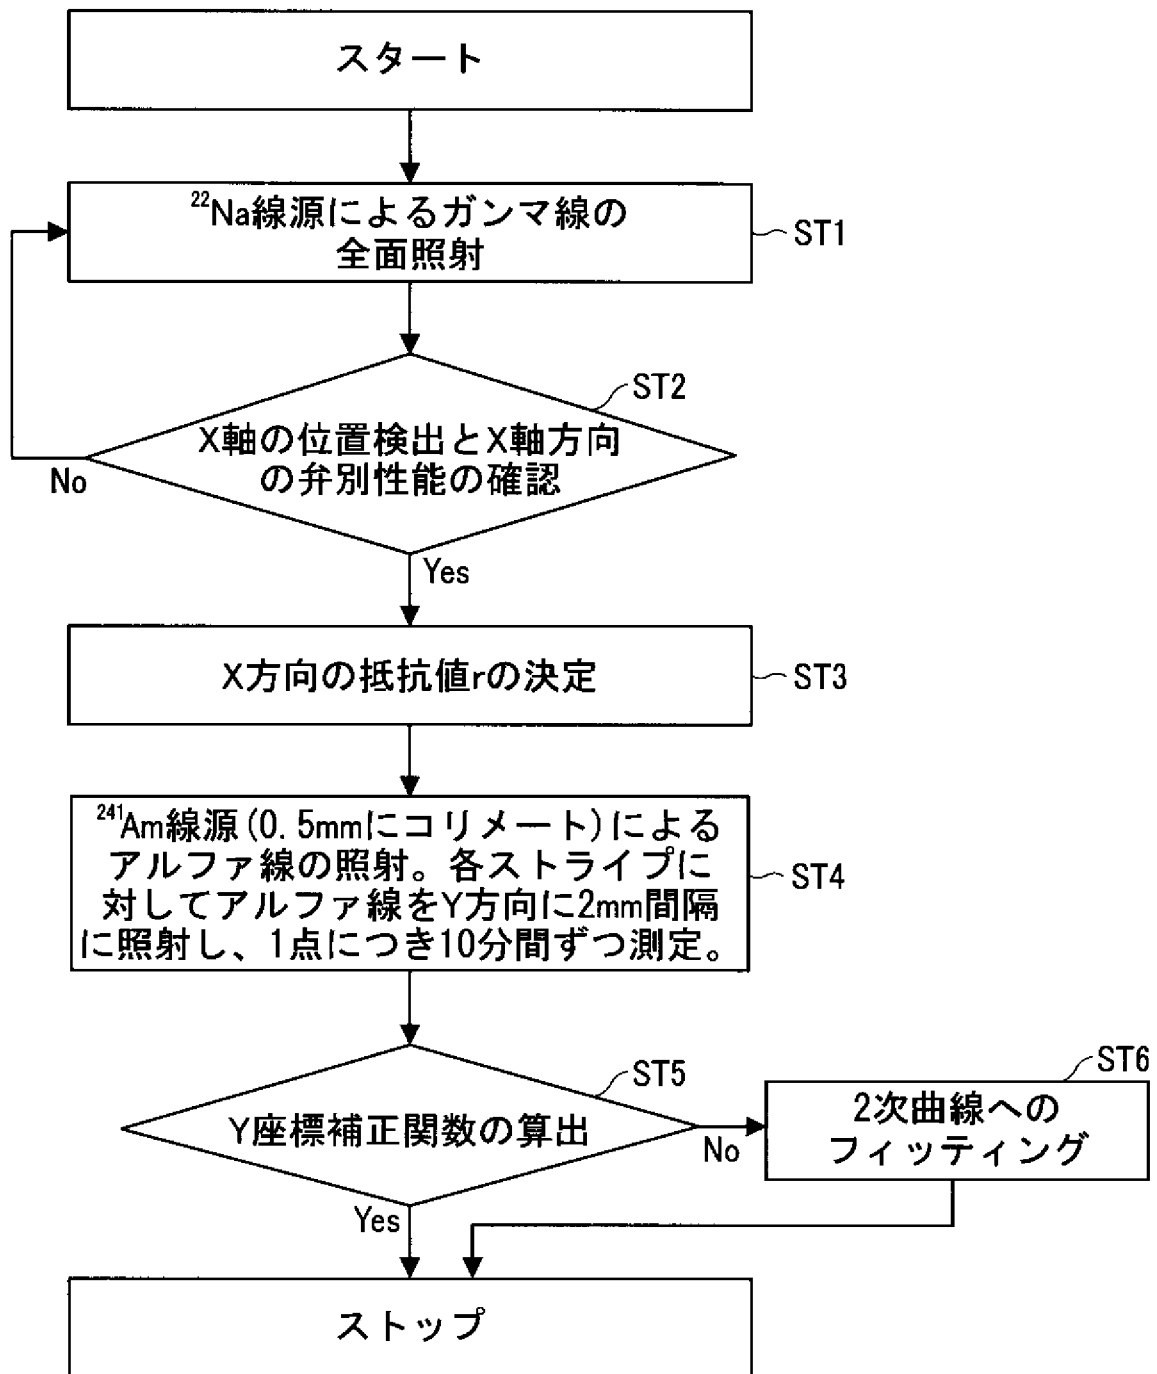 スタート
22Na線源によるガンマ線の
全面照射
ST1
ST2
X軸の位置検出とX軸方向
の弁別性能の確認
No
Yes
X方向の抵抗値rの決定
ST3
241Am線源(0.5mmにコリメート)による
アルファ線の照射。各ストライプに
対してアルファ線をY方向に2mm間隔
に照射し、1点につき10分間ずつ測定。
ST4
ST5
Y座標補正関数の算出
No
ST6
2次曲線への
フィッティング
Yes
ストップ